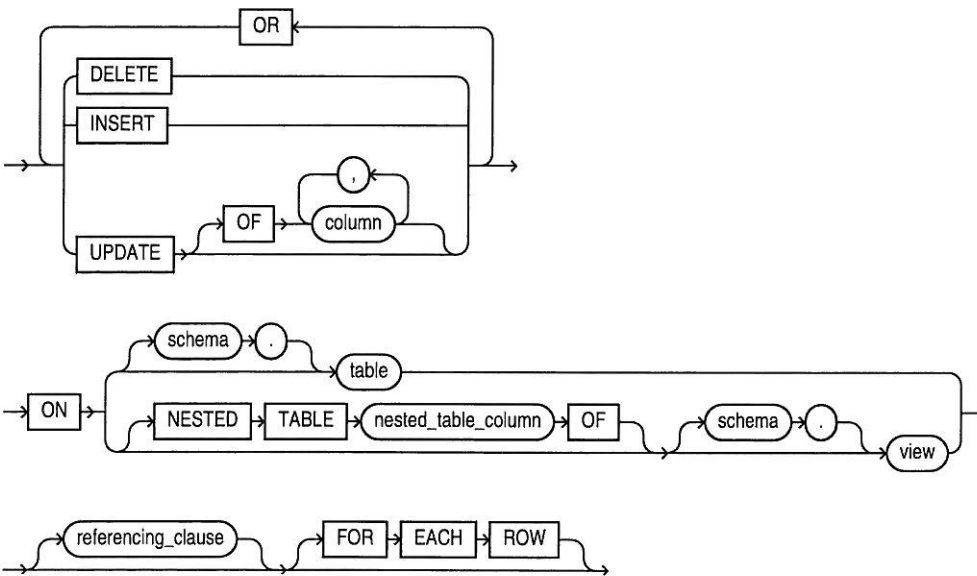 OR
DELETE
INSERT
,
OF column
UPDATE
schema .
table
ON
NESTED TABLE nested_table_column OF schema .
view
referencing_clause FOR EACH ROW